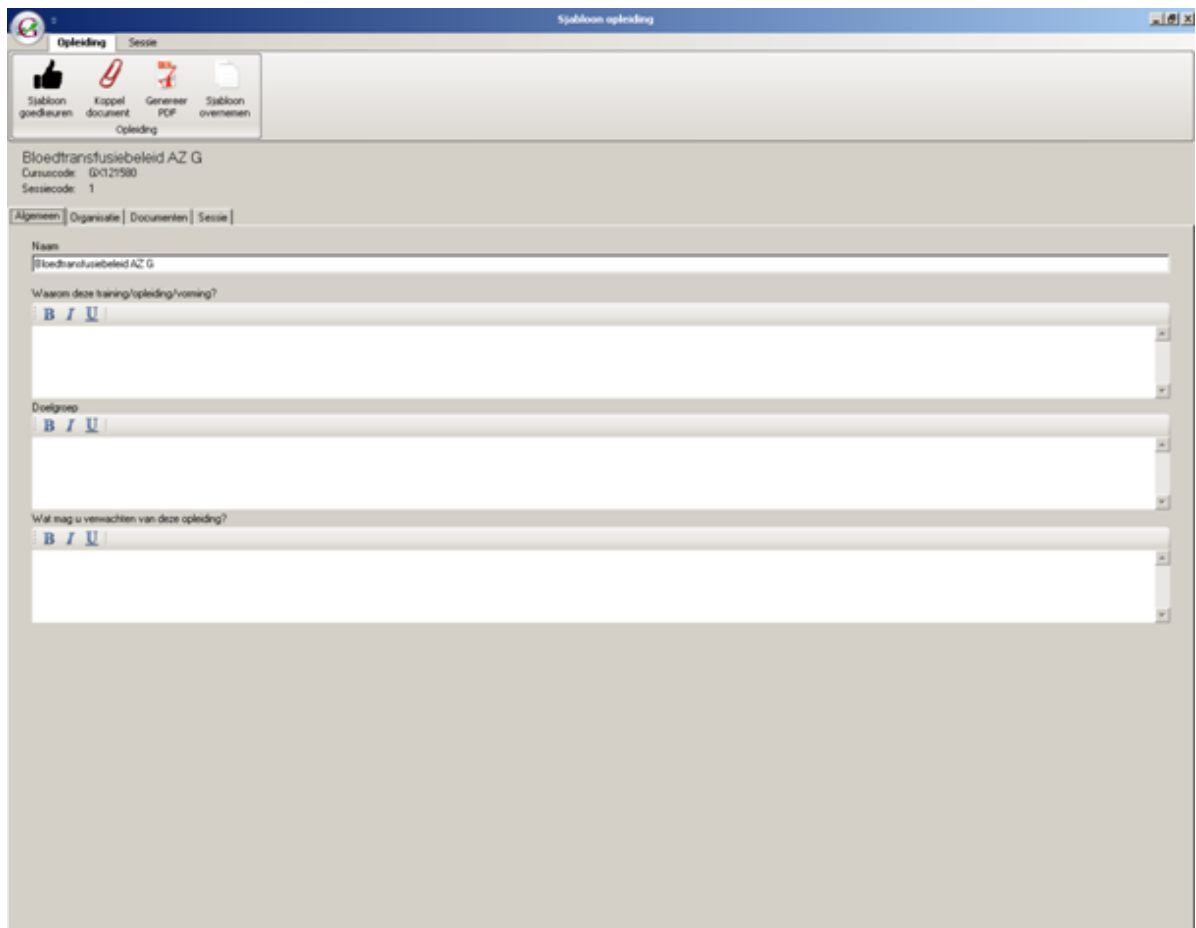 Sjabloon opleiding
Opleiding Sessie
Sjabloon goedkeuren
Koppel document
Genereer PDF
Sjabloon overnemen
Opleiding
Bloedtransfusiebeleid AZ G
Cursuscode: GX121580
Sessiecode: 1
Algemeen Organisatie Documenten Sessie
Naam
Bloedtransfusiebeleid AZ G
Waarom deze training/opleiding/vorming?
B I U
Doelgroep
B I U
Wat mag u verwachten van deze opleiding?
B I U